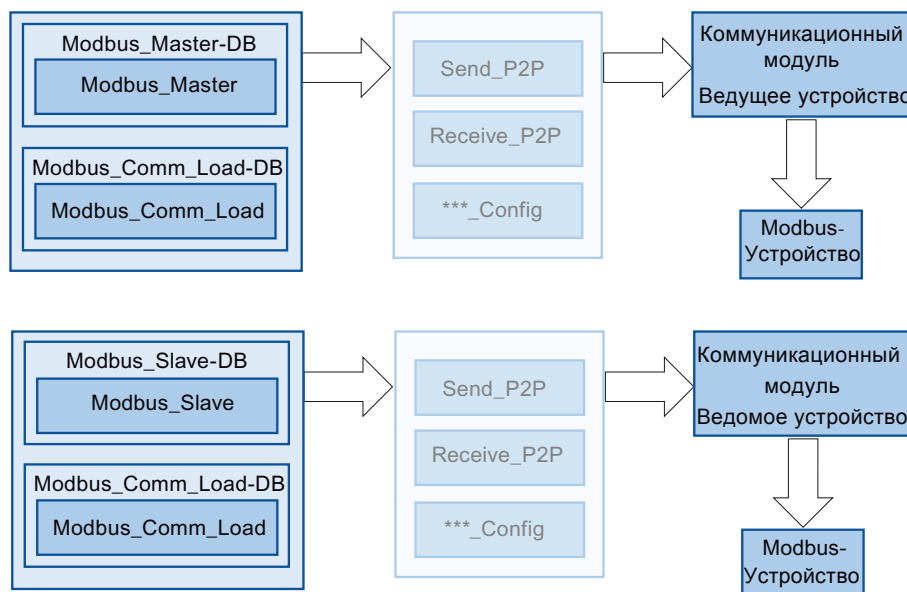 Modbus_Master-DB
Modbus_Master
Modbus_Comm_Load-DB
Modbus_Comm_Load
Send_P2P
Receive_P2P
***_Config
Коммуникационный
модуль
Ведущее устройство
Modbus-
Устройство
Modbus_Slave-DB
Modbus_Slave
Modbus_Comm_Load-DB
Modbus_Comm_Load
Send_P2P
Receive_P2P
***_Config
Коммуникационный
модуль
Ведомое устройство
Modbus-
Устройство